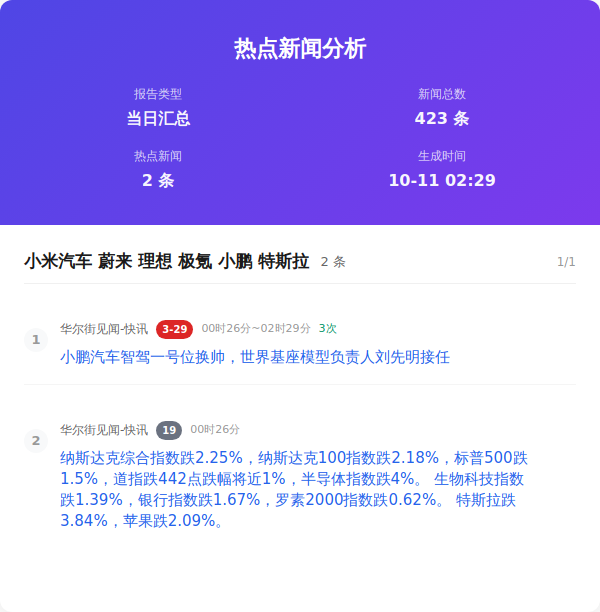 热点新闻分析
报告类型
新闻总数
当日汇总
423 条
热点新闻
生成时间
2 条
10-11 02:29
小米汽车 蔚来 理想 极氪 小鹏 特斯拉 2 条 1/1
1 华尔街见闻-快讯 3-29 00时26分~02时29分 3次
小鹏汽车智驾一号位换帅，世界基座模型负责人刘先明接任
2 华尔街见闻-快讯 19 00时26分
纳斯达克综合指数跌2.25%，纳斯达克100指数跌2.18%，标普500跌
1.5%，道指跌442点跌幅将近1%，半导体指数跌4%。 生物科技指数
跌1.39%，银行指数跌1.67%，罗素2000指数跌0.62%。 特斯拉跌
3.84%，苹果跌2.09%。